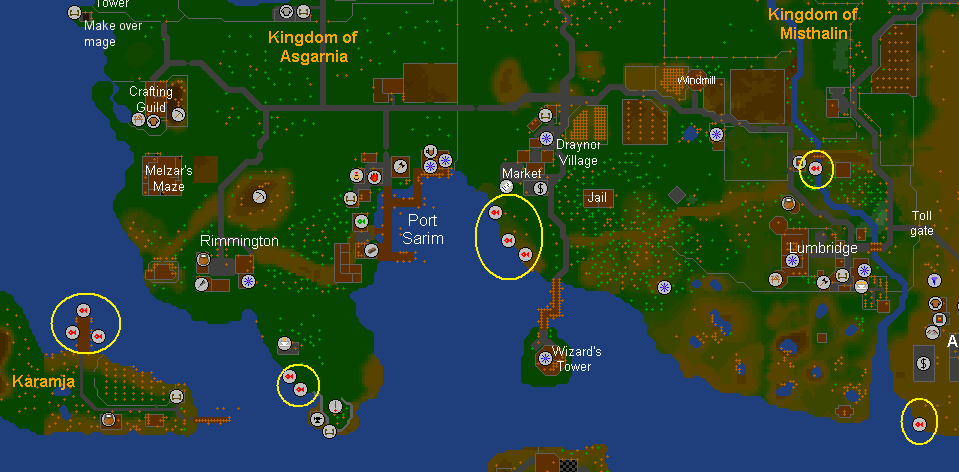 Tower
Make over
mage
Kingdom of
Asgarnia
Kingdom of
Misthalin
Windmill
Crafting
Guild
Draynor
Village
Melzar's
Maze
Market
$
Jail
Port
Sarim
Toll
gate
Rimmington
Lumbridge
A
Karamja
Wizard's
Tower
$